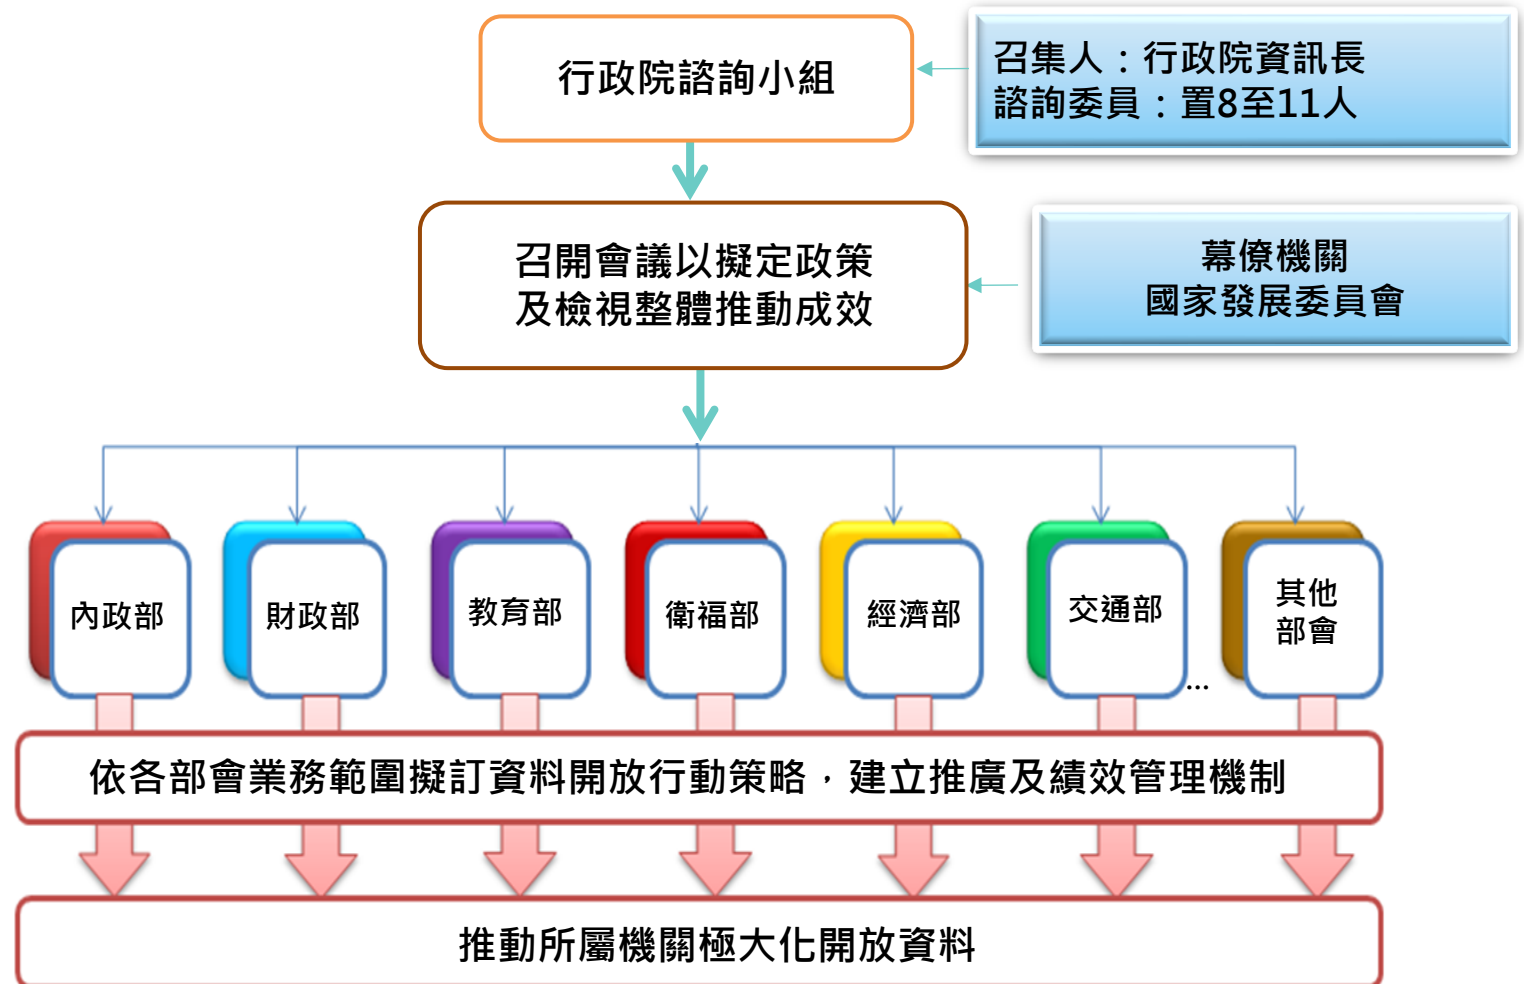 行政院諮詢小組
召集人：行政院資訊長
諮詢委員：置8至11人
召開會議以擬定政策
及檢視整體推動成效
幕僚機關
國家發展委員會
內政部
財政部
教育部
衛福部
經濟部
交通部
...
其他
部會
依各部會業務範圍擬訂資料開放行動策略，建立推廣及績效管理機制
推動所屬機關極大化開放資料